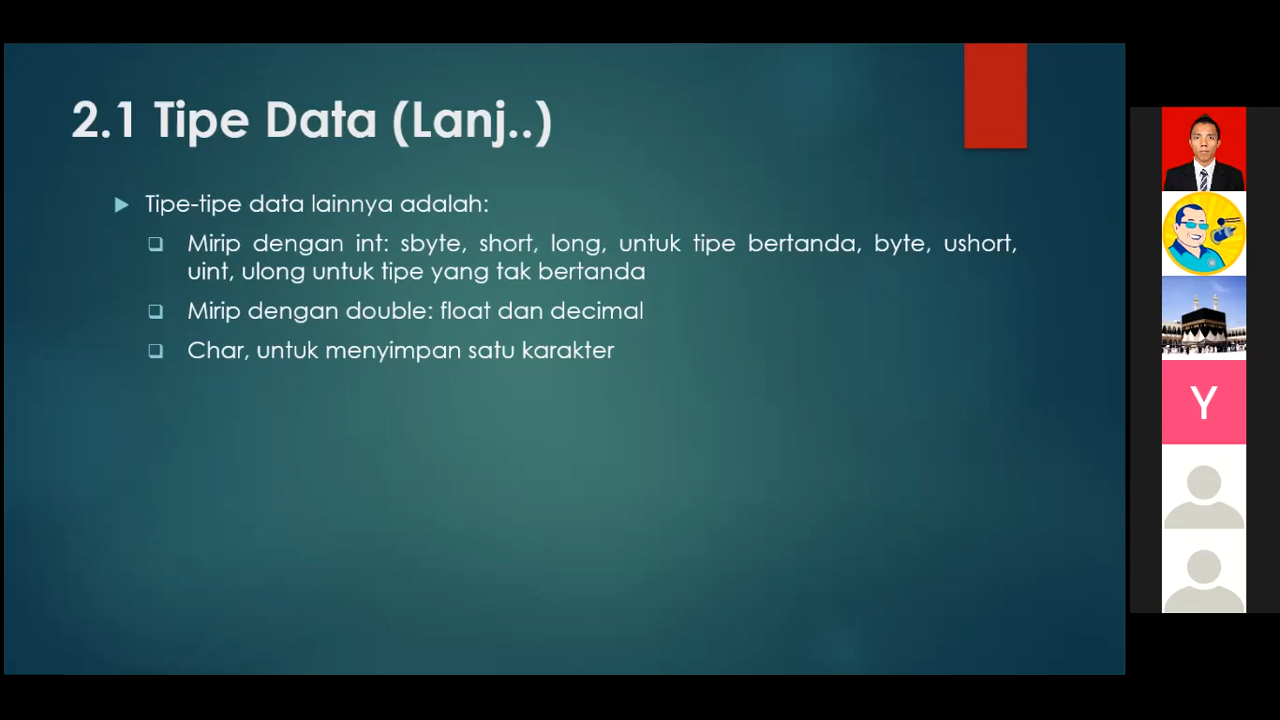 2.1 Tipe Data (Lanj..)
Tipe-tipe data lainnya adalah:
Mirip dengan int: sbyte, short, long, untuk tipe bertanda, byte, ushort,
uint, ulong untuk tipe yang tak bertanda
Mirip dengan double: float dan decimal
Char, untuk menyimpan satu karakter
Y